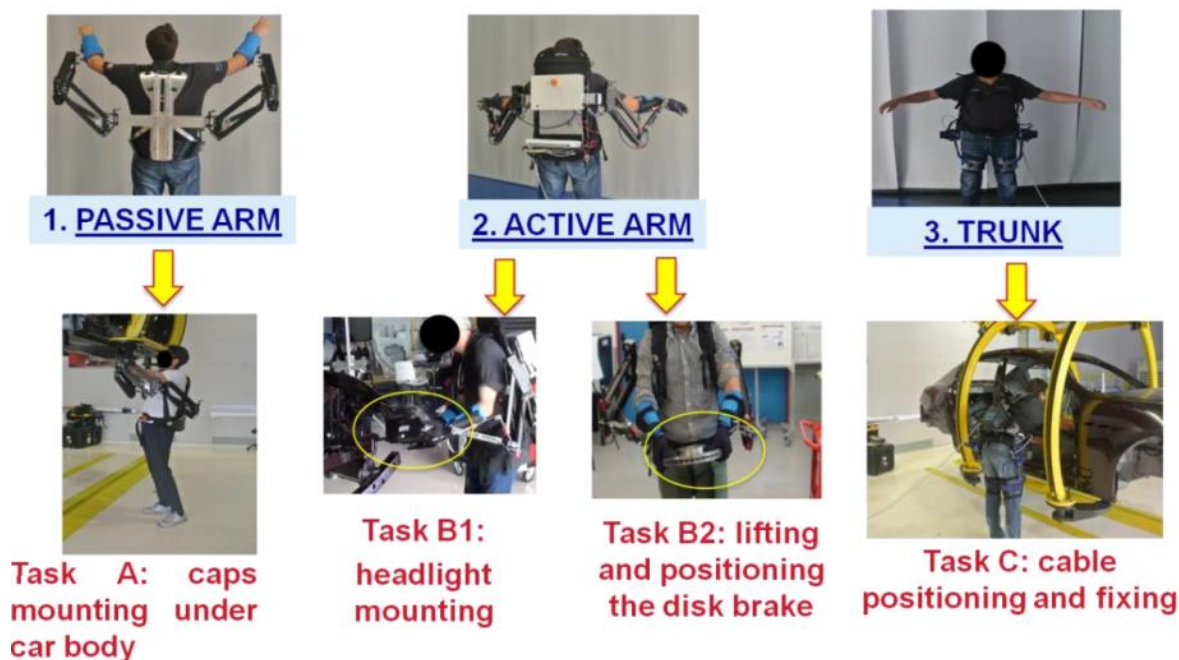 1. PASSIVE ARM
2. ACTIVE ARM
3. TRUNK
Task A: caps
mounting under
car body
Task B1:
headlight
mounting
Task B2: lifting
and positioning
the disk brake
Task C: cable
positioning and fixing